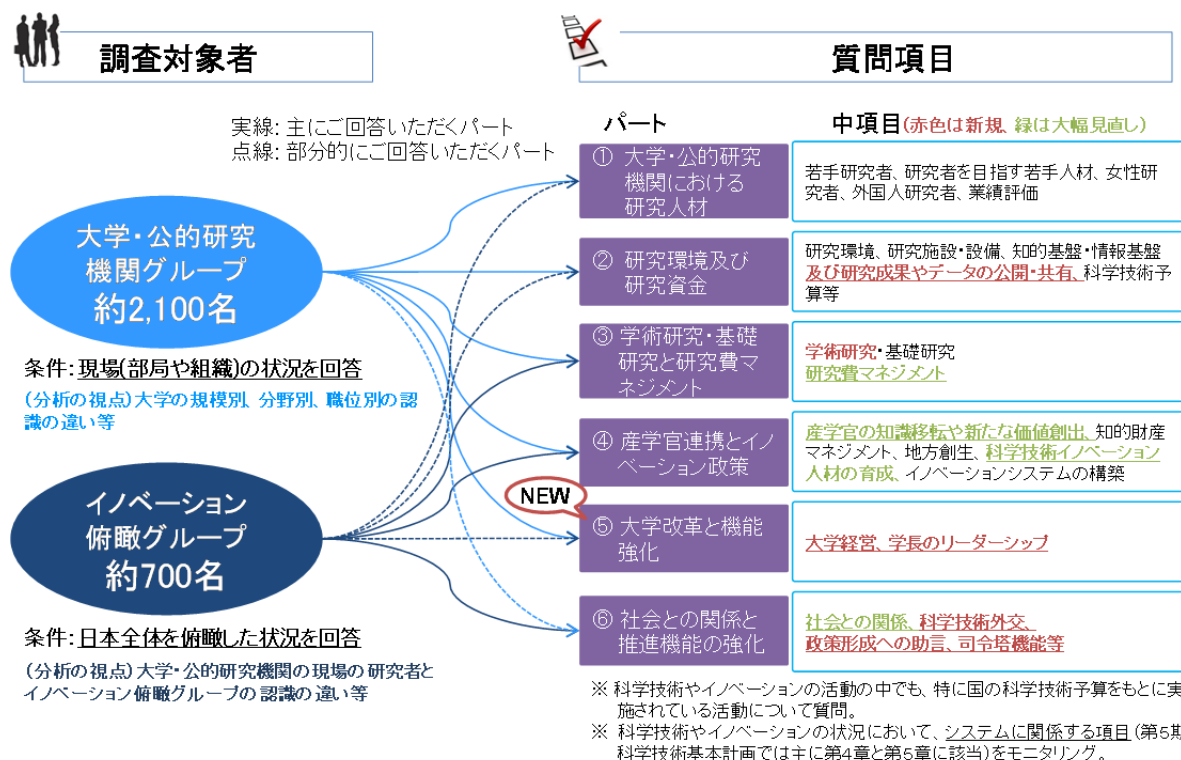 調査対象者
質問項目
実線: 主にご回答いただくパート
点線: 部分的にご回答いただくパート
パート
中項目(赤色は新規、緑は大幅見直し)
大学・公的研究
機関グループ
約2,100名
条件: 現場(部局や組織)の状況を回答
(分析の視点) 大学の規模別、分野別、職位別の認
識の違い等
イノベーション
俯瞰グループ
約700名
条件: 日本全体を俯瞰した状況を回答
(分析の視点) 大学・公的研究機関の現場の研究者と
イノベーション俯瞰グループの認識の違い等
① 大学・公的研究
機関における
研究人材
若手研究者、研究者を目指す若手人材、女性研
究者、外国人研究者、業績評価
② 研究環境及び
研究資金
研究環境、研究施設・設備、知的基盤・情報基盤
及び研究成果やデータの公開・共有、科学技術予
算等
③ 学術研究・基礎
研究と研究費マ
ネジメント
学術研究・基礎研究
研究費マネジメント
④ 産学官連携とイノ
ベーション政策
産学官の知識移転や新たな価値創出、知的財産
マネジメント、地方創生、科学技術イノベーション
人材の育成、イノベーションシステムの構築
NEW
⑤ 大学改革と機能
強化
大学経営、学長のリーダーシップ
⑥ 社会との関係と
推進機能の強化
社会との関係、科学技術外交、
政策形成への助言、司令塔機能等
※ 科学技術やイノベーションの活動の中でも、特に国の科学技術予算をもとに実
施されている活動について質問。
※ 科学技術やイノベーションの状況において、システムに関係する項目 (第5期
科学技術基本計画では主に第4章と第5章に該当)をモニタリング。